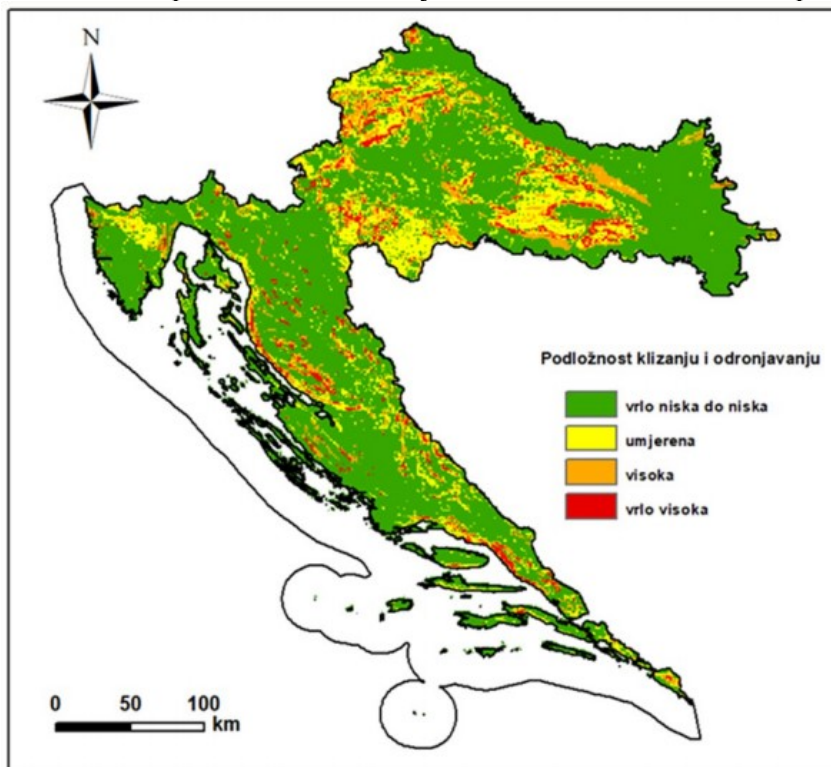 N
Podložnost klizanju i odronjavanju
vrlo niska do niska
umjerena
visoka
vrlo visoka
0 50 100
km